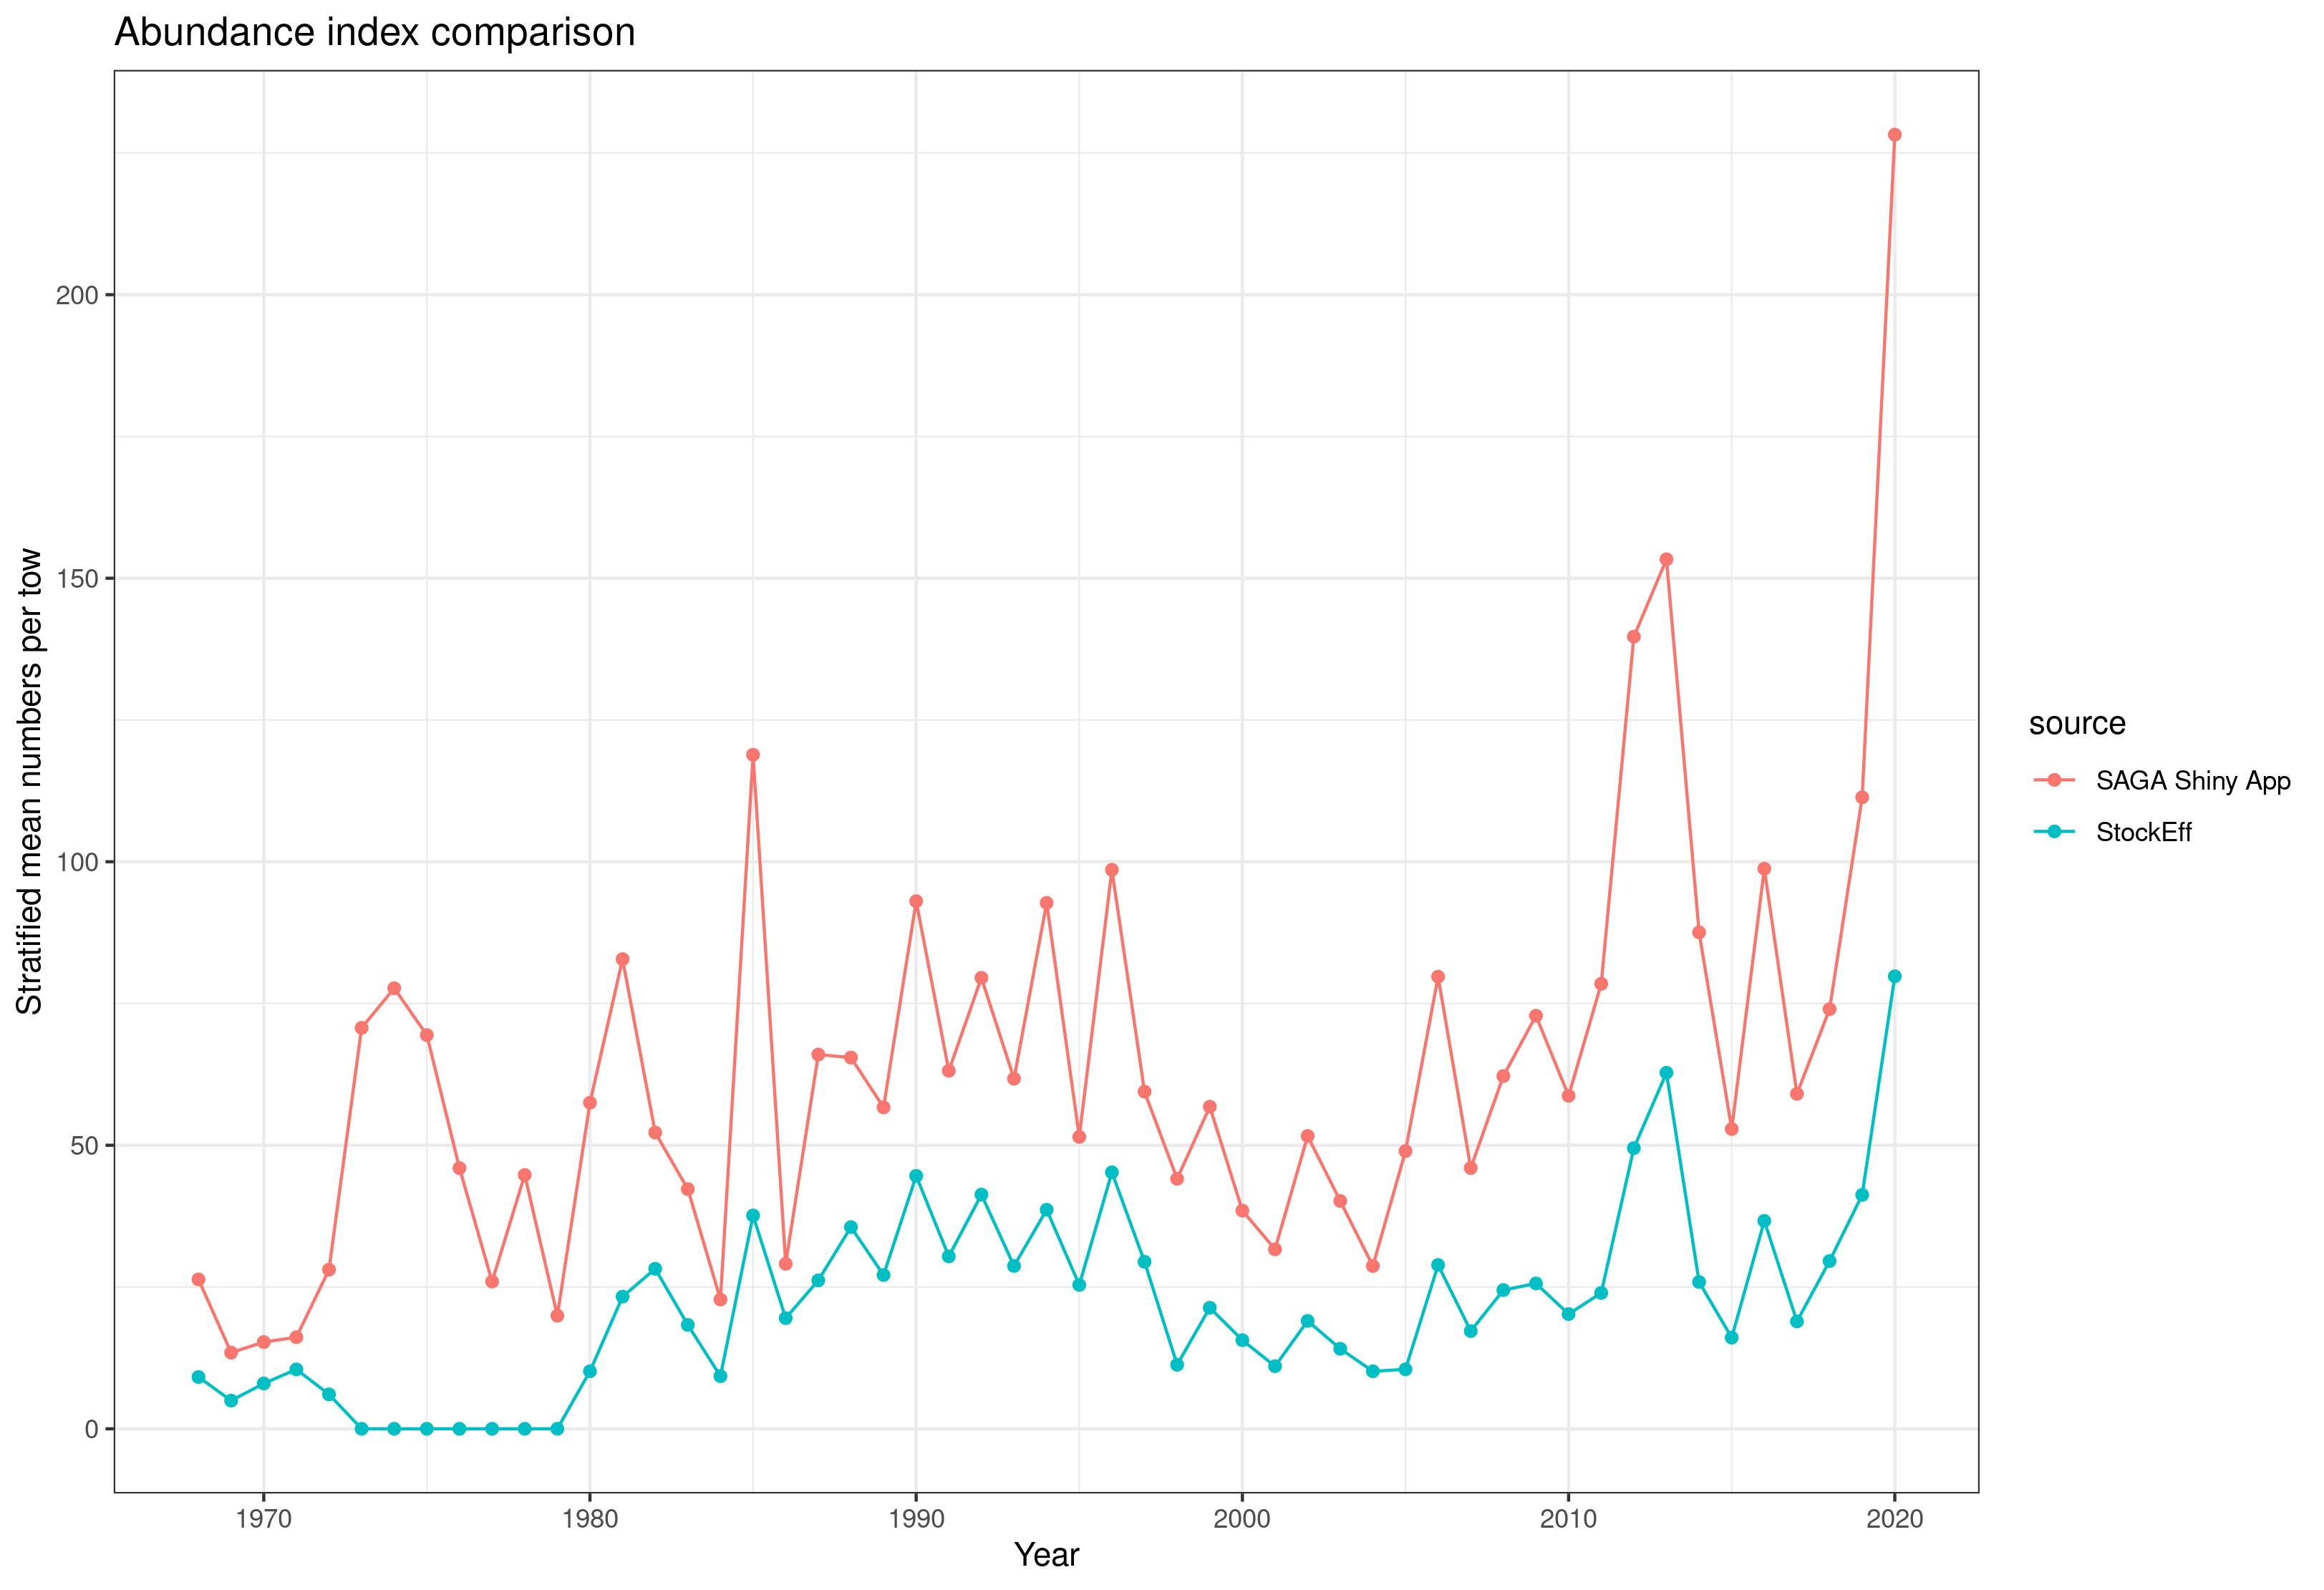 Abundance index comparison
Stratified mean numbers per tow
200
150
100
50
0
1970 1980 1990 2000 2010 2020
Year
source
SAGA Shiny App
StockEff